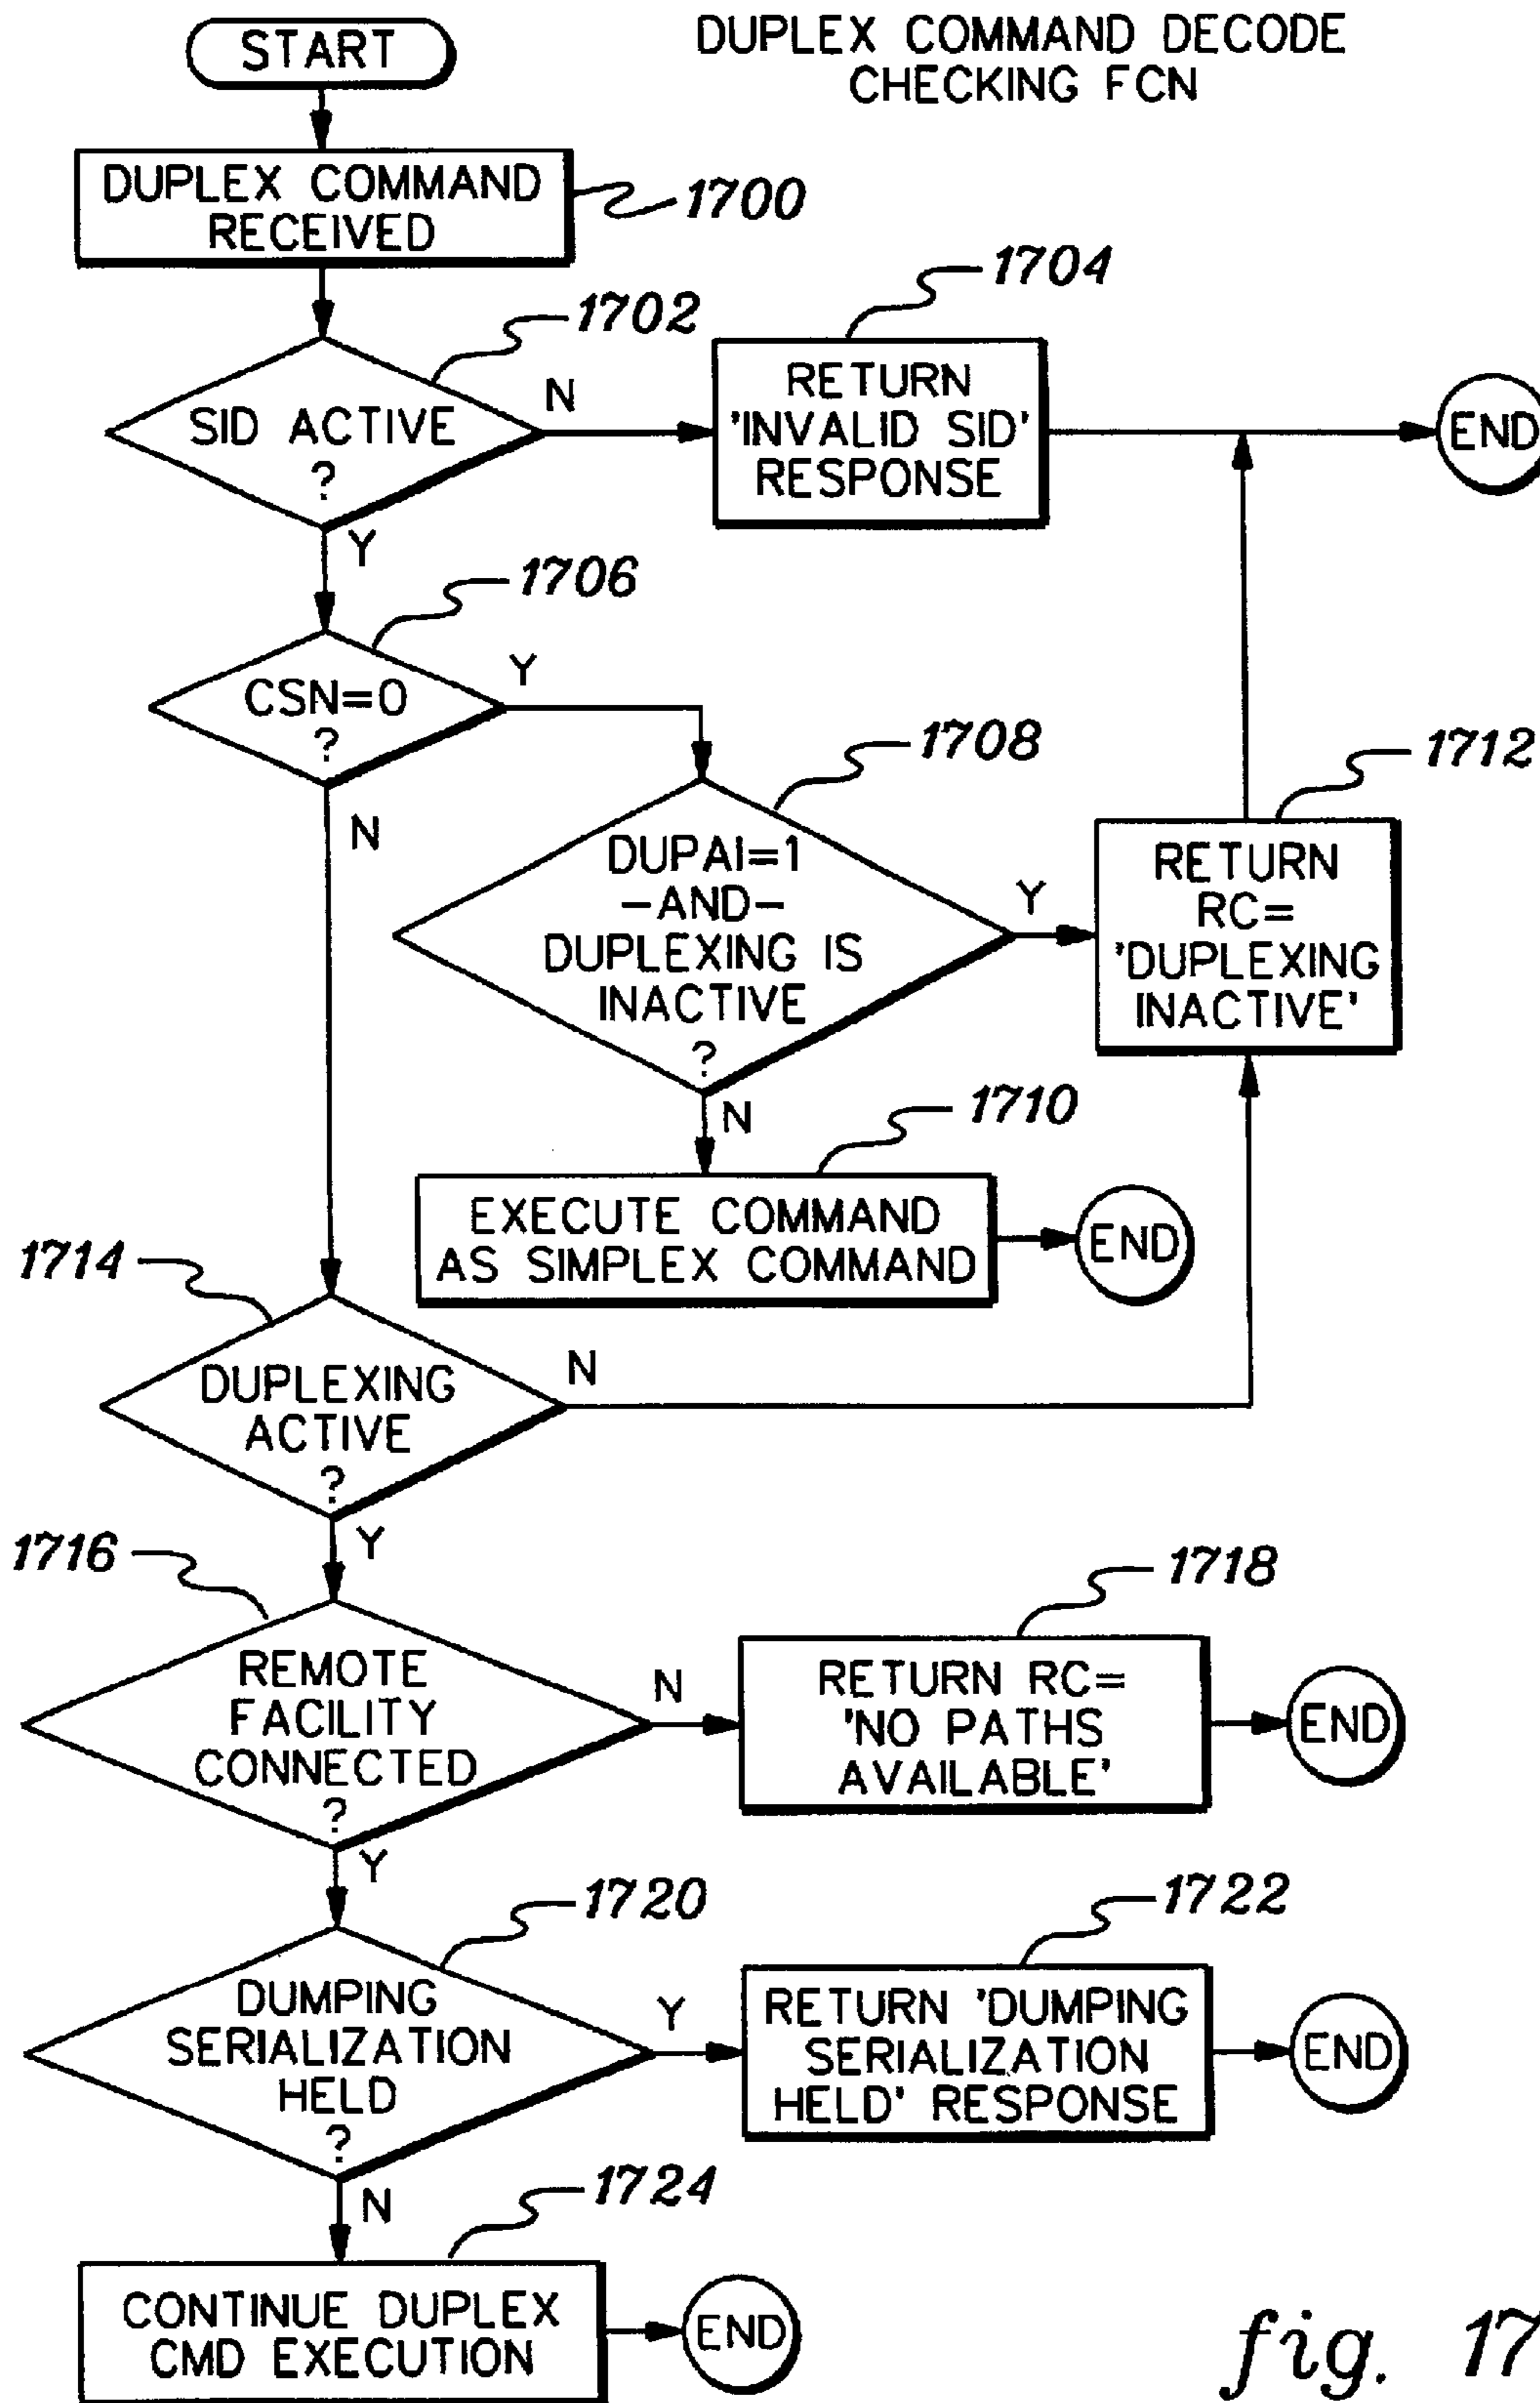 START
DUPLEX COMMAND DECODE
CHECKING FCN
DUPLEX COMMAND
RECEIVED
1700
1702
1704
SID ACTIVE
?
N
Y
RETURN
'INVALID SID'
RESPONSE
END
1706
CSN=0
?
Y
N
1708
1712
DUPAI=1
-AND-
DUPLEXING IS
INACTIVE
?
Y
N
RETURN
RC=
'DUPLEXING
INACTIVE'
1710
EXECUTE COMMAND
AS SIMPLEX COMMAND
END
1714
DUPLEXING
ACTIVE
?
N
Y
1716
1718
REMOTE
FACILITY
CONNECTED
?
N
Y
RETURN RC=
'NO PATHS
AVAILABLE'
END
1720
1722
DUMPING
SERIALIZATION
HELD
?
Y
N
RETURN 'DUMPING
SERIALIZATION
HELD' RESPONSE
END
1724
CONTINUE DUPLEX
CMD EXECUTION
END
fig. 17